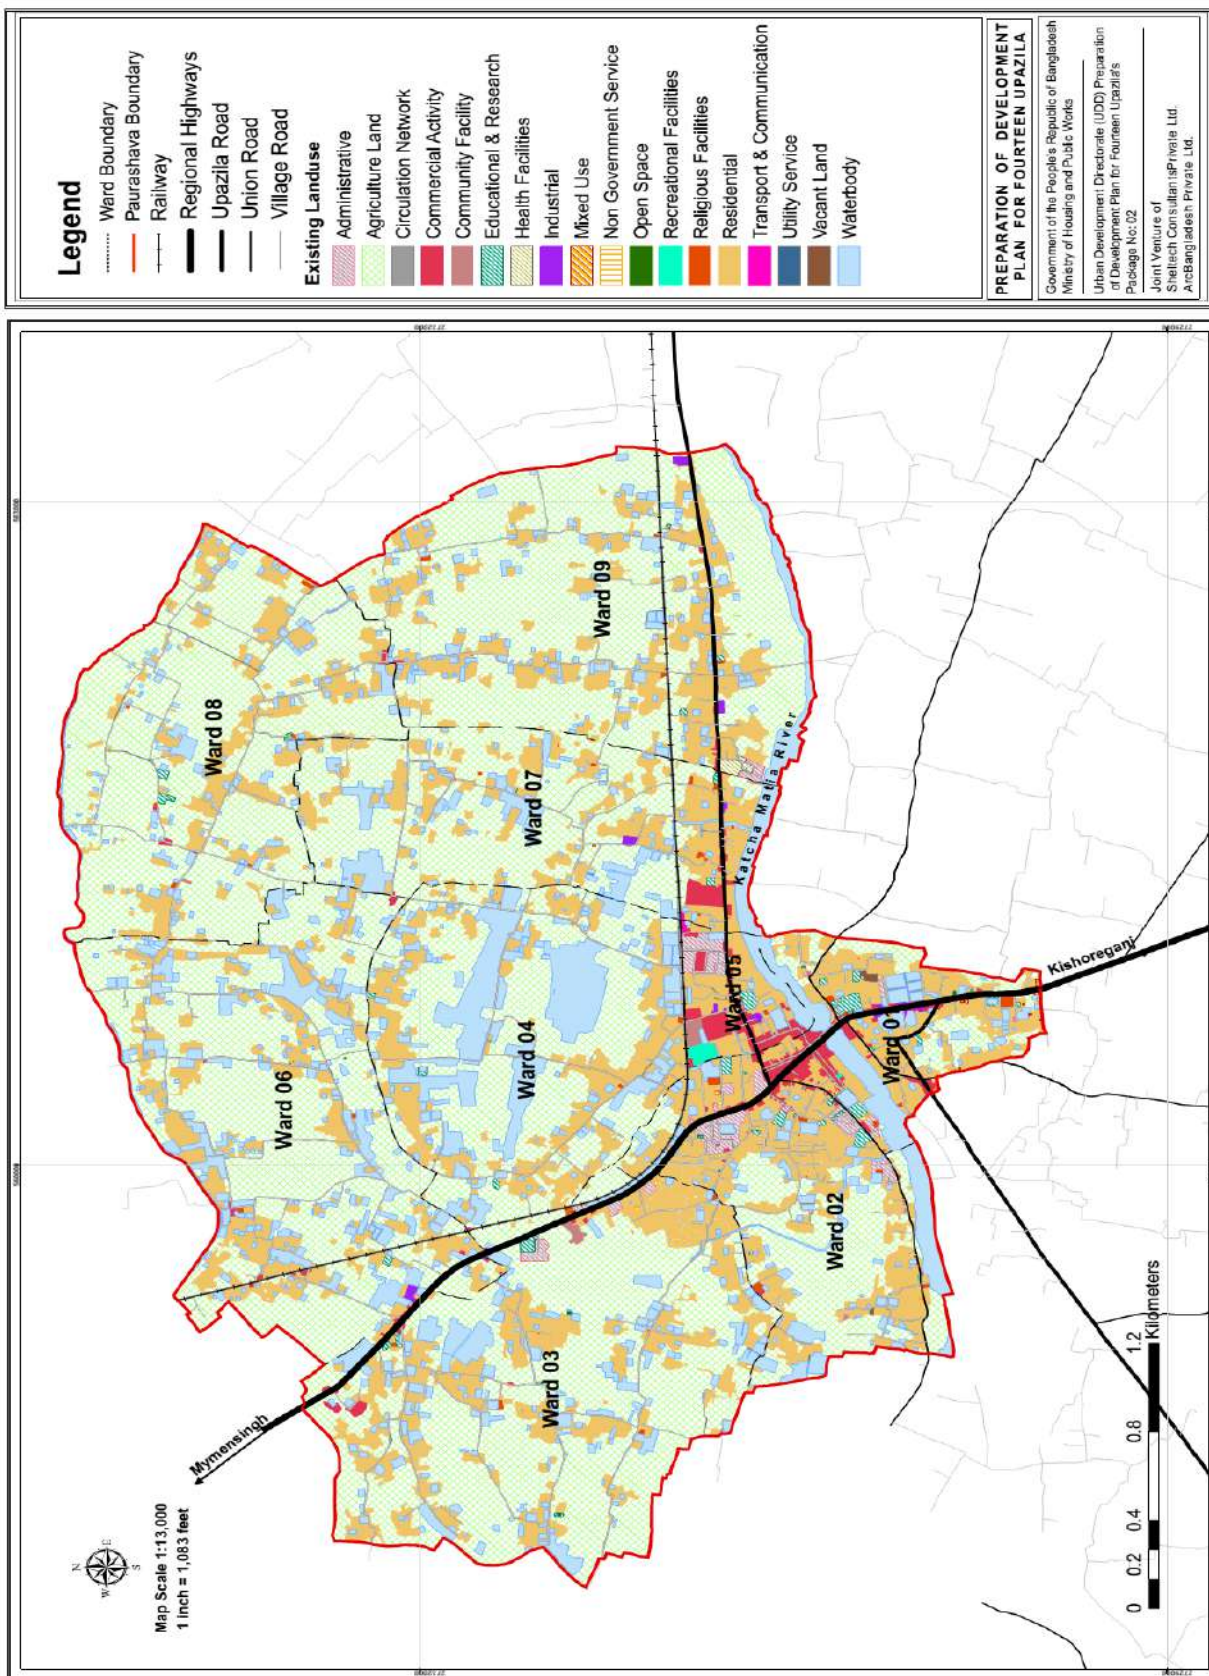 Legend
Ward Boundary
Paurashava Boundary
Railway
Regional Highways
Upazila Road
Union Road
Village Road
Existing Landuse
Administrative
Agriculture Land
Circulation Network
Commercial Activity
Community Facility
Educational & Research
Health Facilities
Industrial
Mixed Use
Non Government Service
Open Space
Recreational Facilities
Religious Facilities
Residential
Transport & Communication
Utility Service
Vacant Land
Waterbody
PREPARATION OF DEVELOPMENT
PLAN FOR FOURTEEN UPAZILA
Government of the People's Republic of Bangladesh
Ministry of Housing and Public Works
Urban Development Directorate (UDD) Preparation
of Development Plan for Fourteen Upazila's
Package No: 02
Joint Venture of
Sheltech ConsultantsPrivate Ltd.
ArcBangladesh Private Ltd.
N
W E
S
Map Scale 1:13,000
1 inch = 1,083 feet
Mymensingh
Ward 08
Ward 06
Ward 09
Ward 07
Ward 04
Ward 03
Ward 05
Katcha Matia River
Ward 02
Ward 01
Kishoreganj
0 0.2 0.4 0.8 1.2
Kilometers